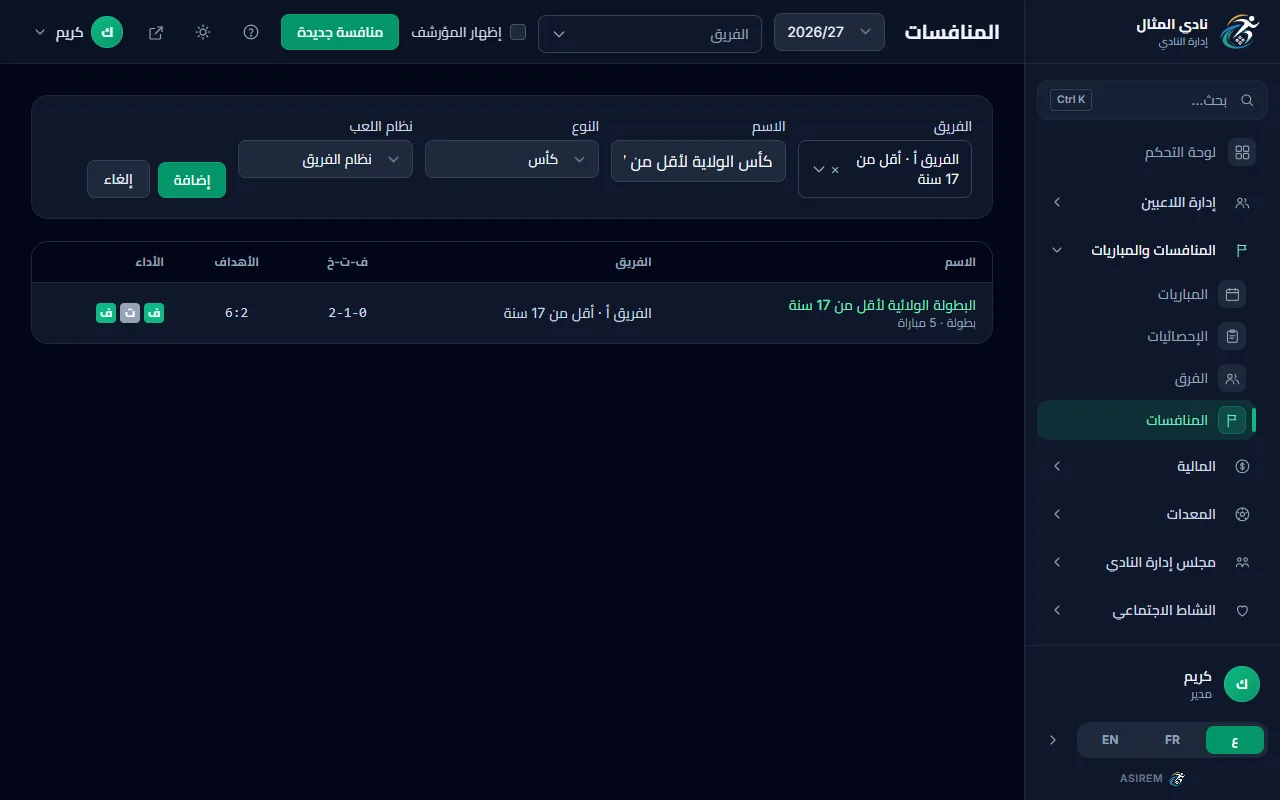 نادي المثال
إدارة النادي
بحث...
Ctrl K
لوحة التحكم
إدارة اللاعبين
المنافسات والمباريات
المباريات
الإحصائيات
الفرق
المنافسات
المالية
المعدات
مجلس إدارة النادي
النشاط الاجتماعي
ك
كريم
مدير
ع
FR
EN
ASIREM
المنافسات
2026/27
الفريق
إظهار المؤرشف
منافسة جديدة
ك
كريم
الفريق
الفريق أ · أقل من
17 سنة
الاسم
كأس الولاية لأقل من
النوع
كأس
نظام اللعب
نظام الفريق
إضافة
إلغاء
الاسم
الفريق
ف-ت-خ
الأهداف
الأداء
البطولة الولائية لأقل من 17 سنة
بطولة · 5 مباراة
الفريق أ · أقل من 17 سنة
2-1-0
6:2
ف
ت
ف